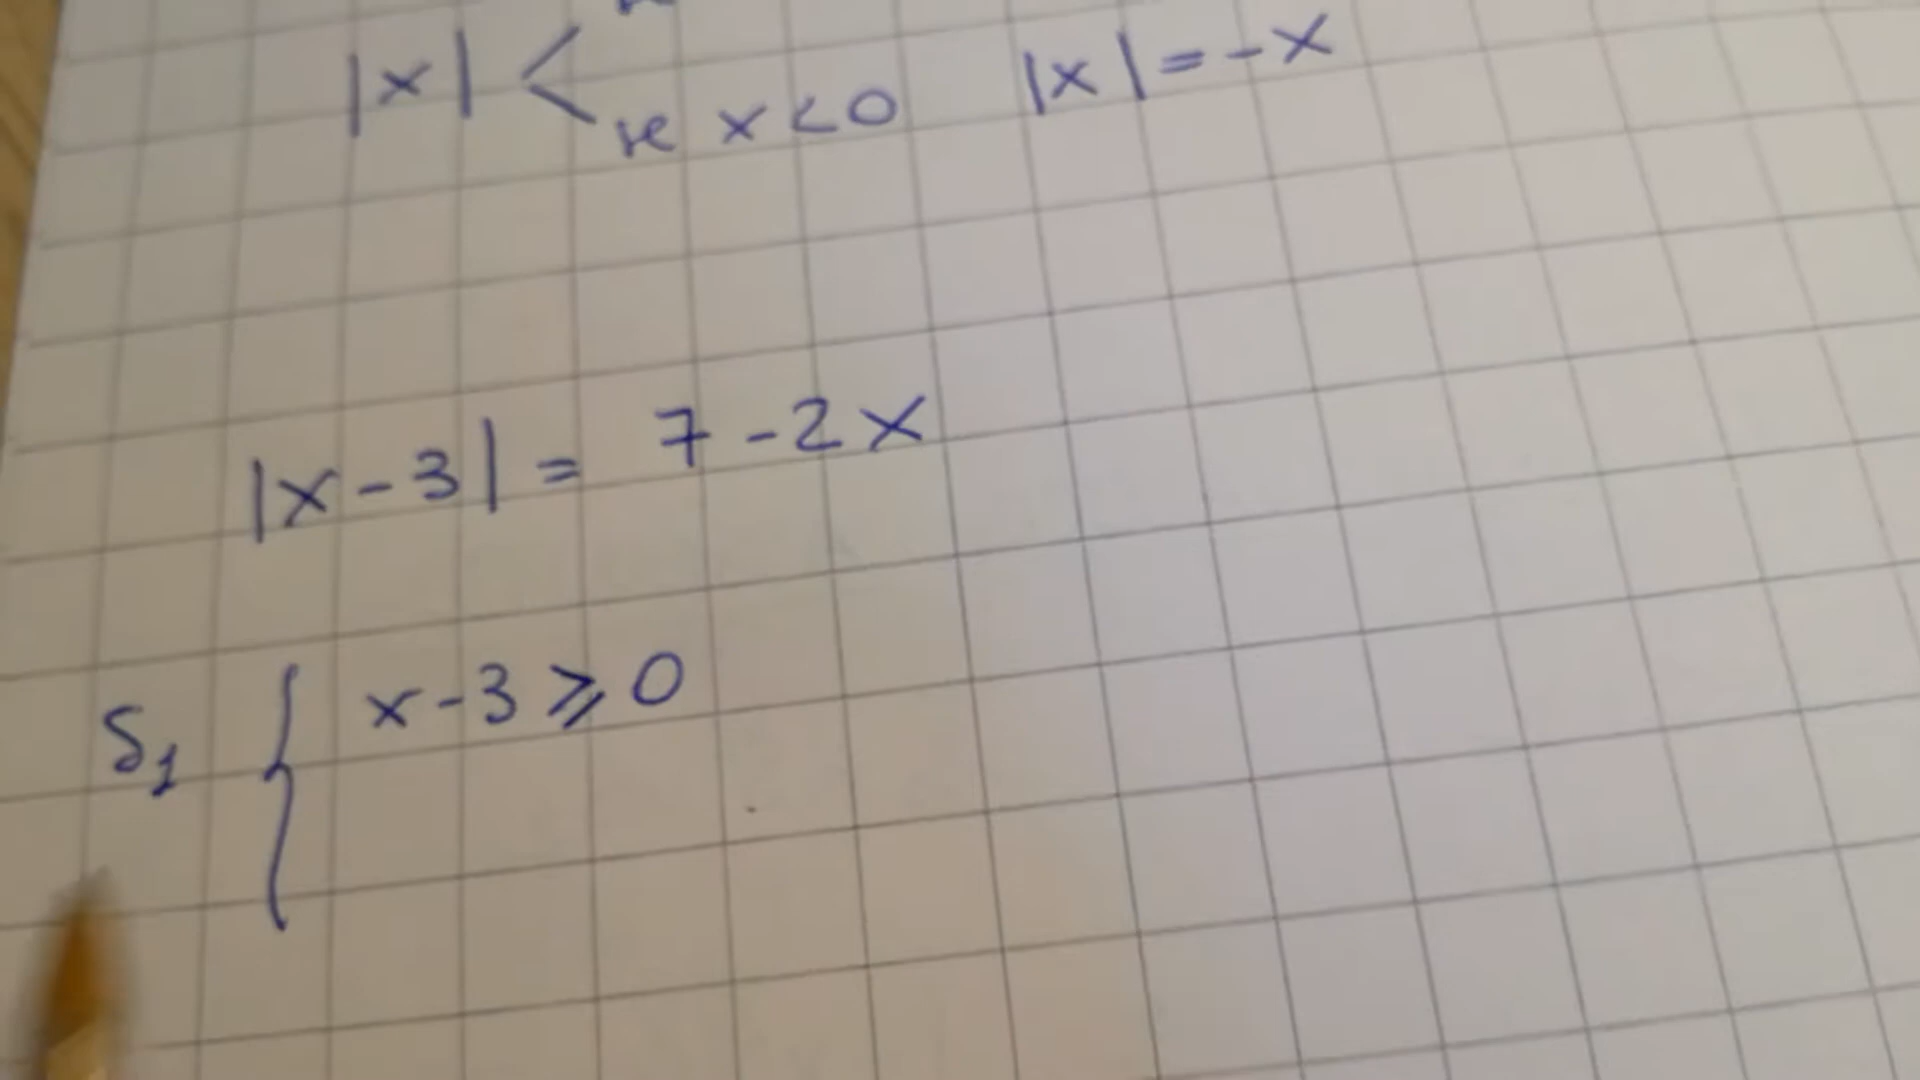 |x| < se x<0 |x|=-x
|x-3| = 7-2x
S₁ { x-3 ⩾ 0